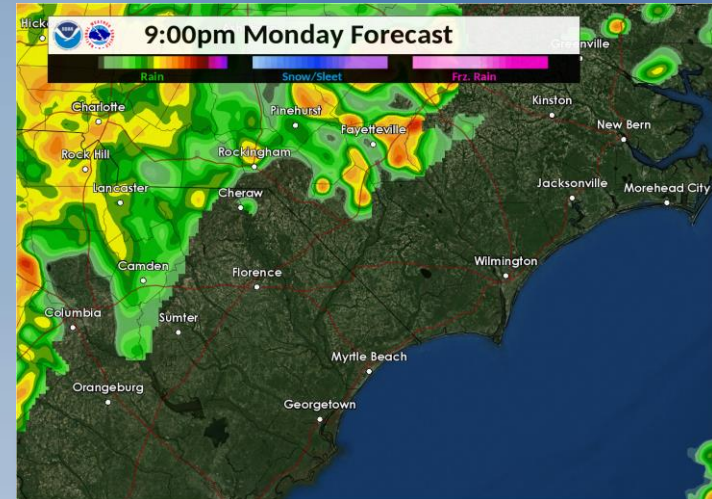 9:00pm Monday Forecast
Rain
Snow/Sleet
Frz. Rain
Greenville
Charlotte
Pinehurst
Kinston
Fayetteville
New Bern
Rock Hill
Rockingham
Lancaster
Cheraw
Jacksonville
Morehead City
Camden
Florence
Wilmington
Columbia
Sumter
Myrtle Beach
Orangeburg
Georgetown